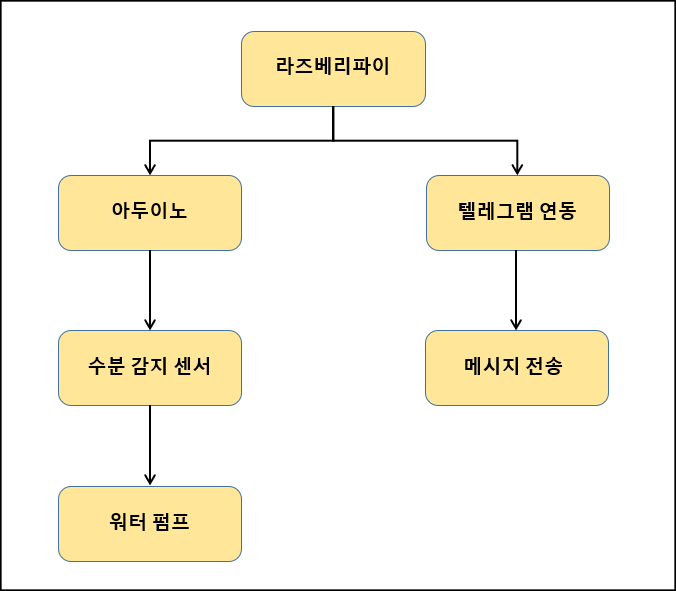 라즈베리파이
아두이노
텔레그램 연동
수분 감지 센서
메시지 전송
워터 펌프